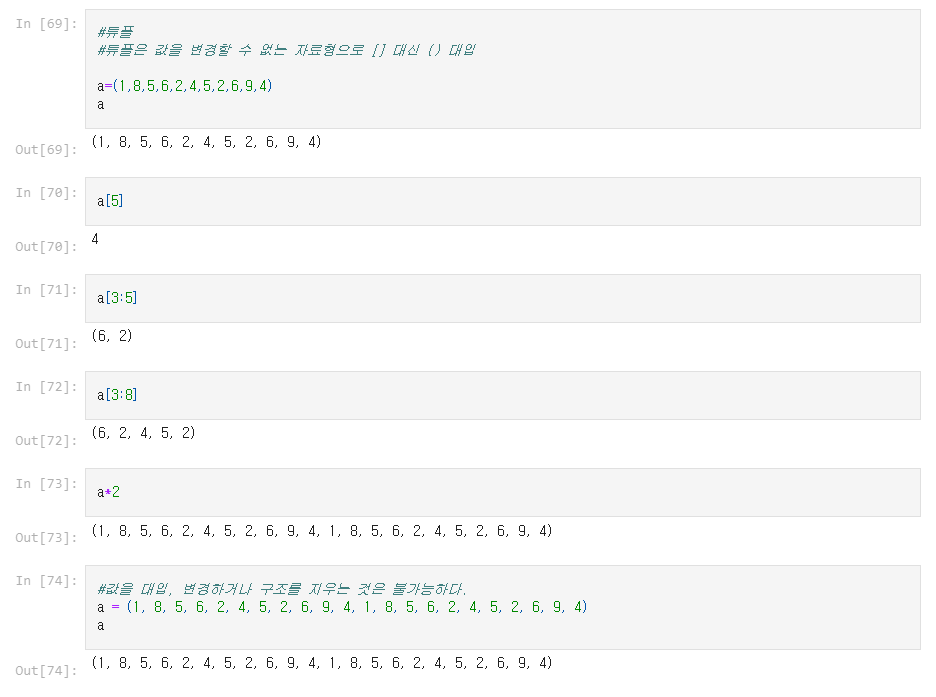 In [69]:
#튜플
#튜플은 값을 변경할 수 없는 자료형으로 [] 대신 () 대입
a=(1,8,5,6,2,4,5,2,6,9,4)
a
Out[69]:
(1, 8, 5, 6, 2, 4, 5, 2, 6, 9, 4)
In [70]:
a[5]
Out[70]:
4
In [71]:
a[3:5]
Out[71]:
(6, 2)
In [72]:
a[3:8]
Out[72]:
(6, 2, 4, 5, 2)
In [73]:
a*2
Out[73]:
(1, 8, 5, 6, 2, 4, 5, 2, 6, 9, 4, 1, 8, 5, 6, 2, 4, 5, 2, 6, 9, 4)
In [74]:
#값을 대입, 변경하거나 구조를 지우는 것은 불가능하다.
a = (1, 8, 5, 6, 2, 4, 5, 2, 6, 9, 4, 1, 8, 5, 6, 2, 4, 5, 2, 6, 9, 4)
a
Out[74]:
(1, 8, 5, 6, 2, 4, 5, 2, 6, 9, 4, 1, 8, 5, 6, 2, 4, 5, 2, 6, 9, 4)